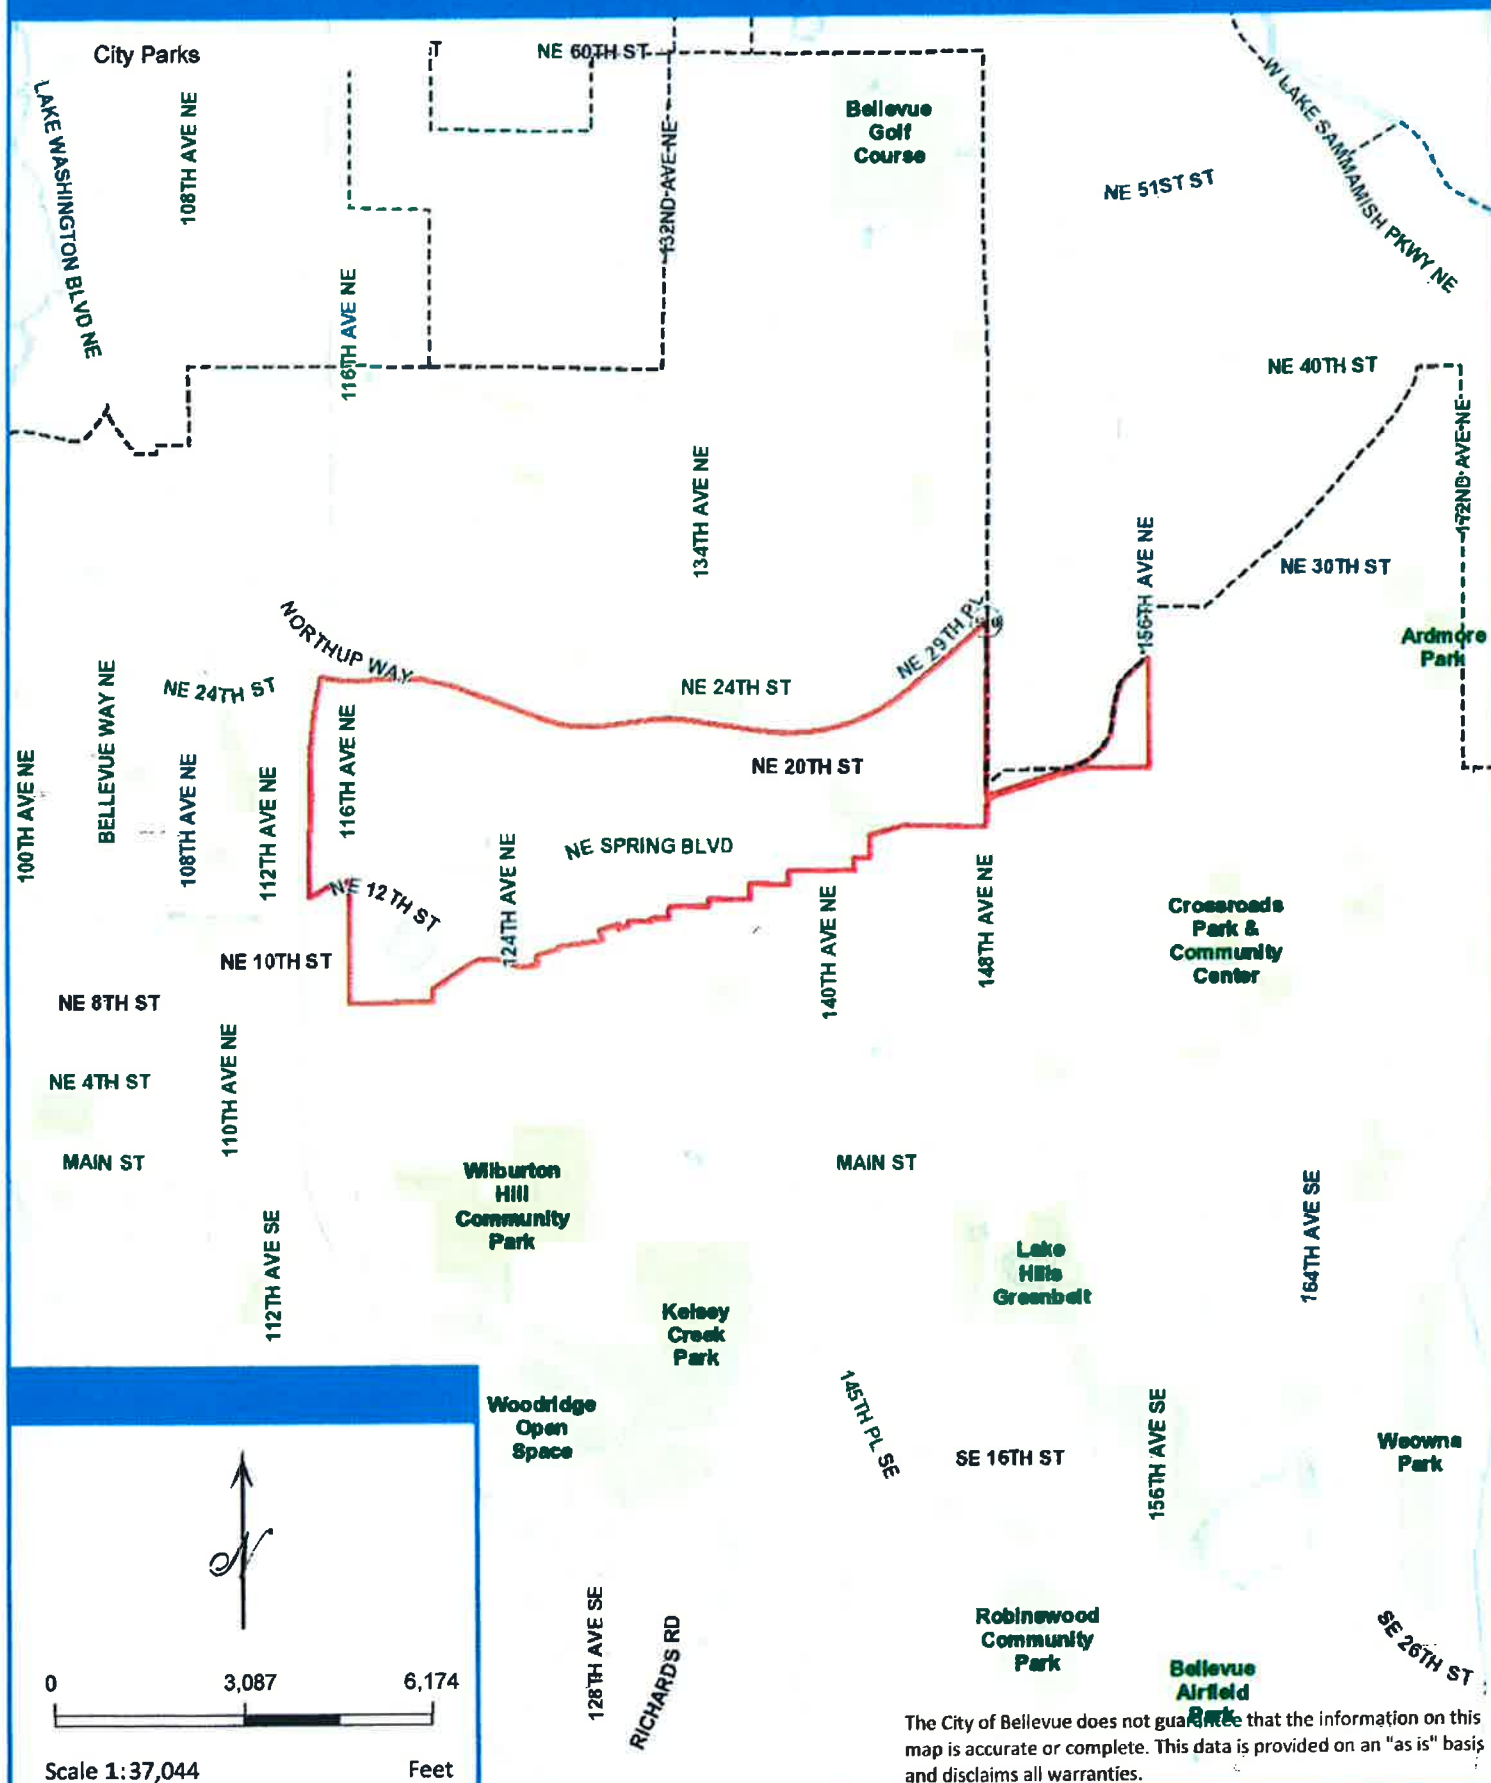 City Parks
T
NE 60TH ST
LAKE WASHINGTON BLVD NE
108TH AVE NE
132ND AVE NE
Bellevue
Golf
Course
W LAKE SAMMAMISH PKWY NE
NE 51ST ST
116TH AVE NE
NE 40TH ST
172ND AVE NE
134TH AVE NE
156TH AVE NE
NE 30TH ST
NORTHUP WAY
NE 29TH PL
Ardmore
Park
BELLEVUE WAY NE
NE 24TH ST
NE 24TH ST
116TH AVE NE
NE 20TH ST
100TH AVE NE
108TH AVE NE
112TH AVE NE
NE SPRING BLVD
124TH AVE NE
NE 12TH ST
140TH AVE NE
148TH AVE NE
Crossroads
Park &
Community
Center
NE 10TH ST
NE 8TH ST
110TH AVE NE
NE 4TH ST
MAIN ST
MAIN ST
Wilburton
Hill
Community
Park
164TH AVE SE
112TH AVE SE
Lake
Hills
Greenbelt
Kelsey
Creek
Park
Woodridge
Open
Space
145TH PL SE
SE 16TH ST
156TH AVE SE
Weowna
Park
128TH AVE SE
RICHARDS RD
Robinswood
Community
Park
Bellevue
Airfield
Park
SE 26TH ST
N
0 3,087 6,174
Scale 1:37,044 Feet
The City of Bellevue does not guarantee that the information on this
map is accurate or complete. This data is provided on an "as is" basis
and disclaims all warranties.